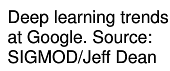 Deep learning trends
at Google. Source:
SIGMOD/Jeff Dean